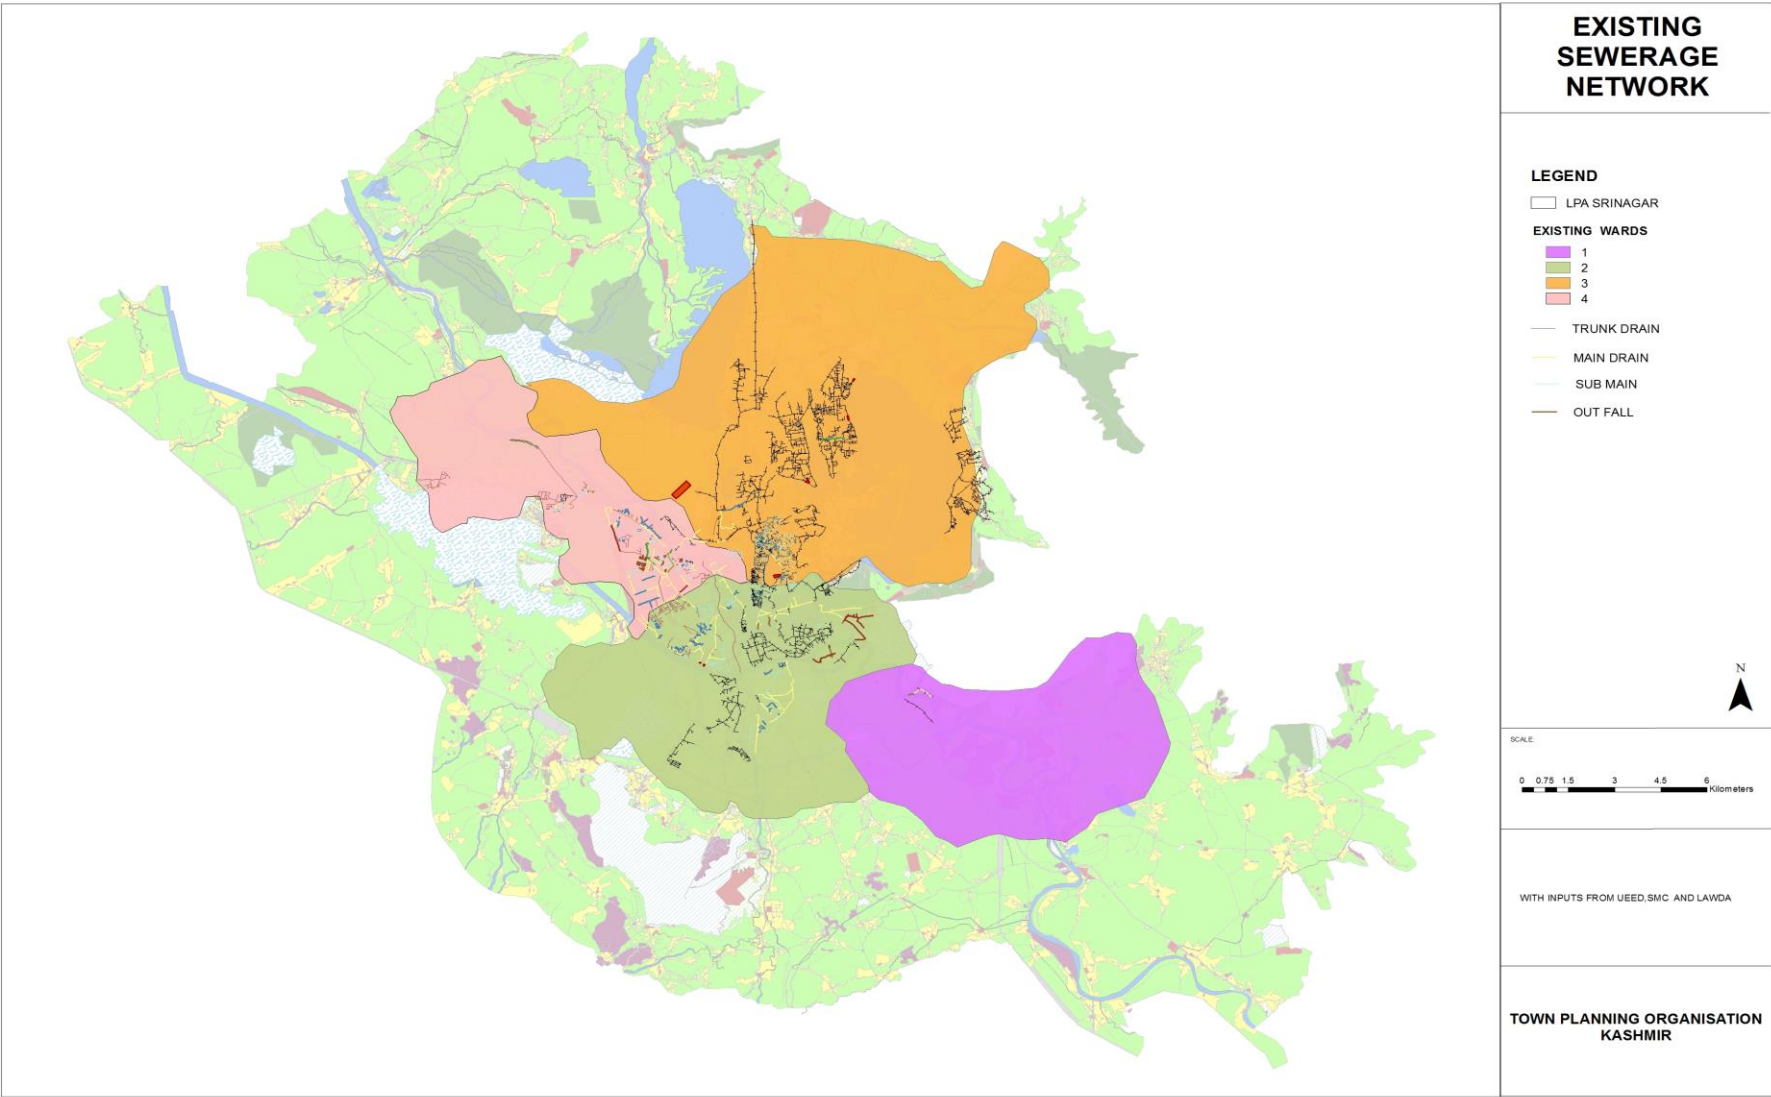 EXISTING
SEWERAGE
NETWORK
LEGEND
LPA SRINAGAR
EXISTING WARDS
1
2
3
4
TRUNK DRAIN
MAIN DRAIN
SUB MAIN
OUT FALL
N
SCALE:
0 0.75 1.5 3 4.5 6
Kilometers
WITH INPUTS FROM UEED,SMC AND LAWDA
TOWN PLANNING ORGANISATION
KASHMIR